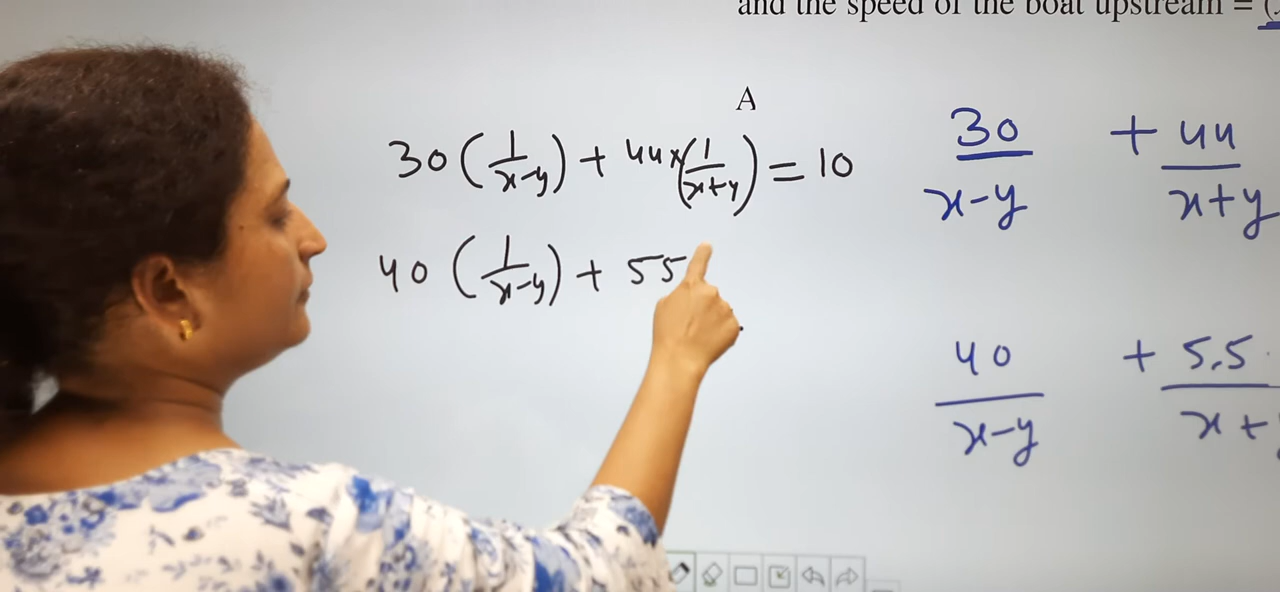 and the speed of the boat upstream = (
A
30 (1/x-y) + 44 × (1/x+y) = 10
40 (1/x-y) + 55
30/x-y + 44/x+y
40/x-y + 5.5/x+